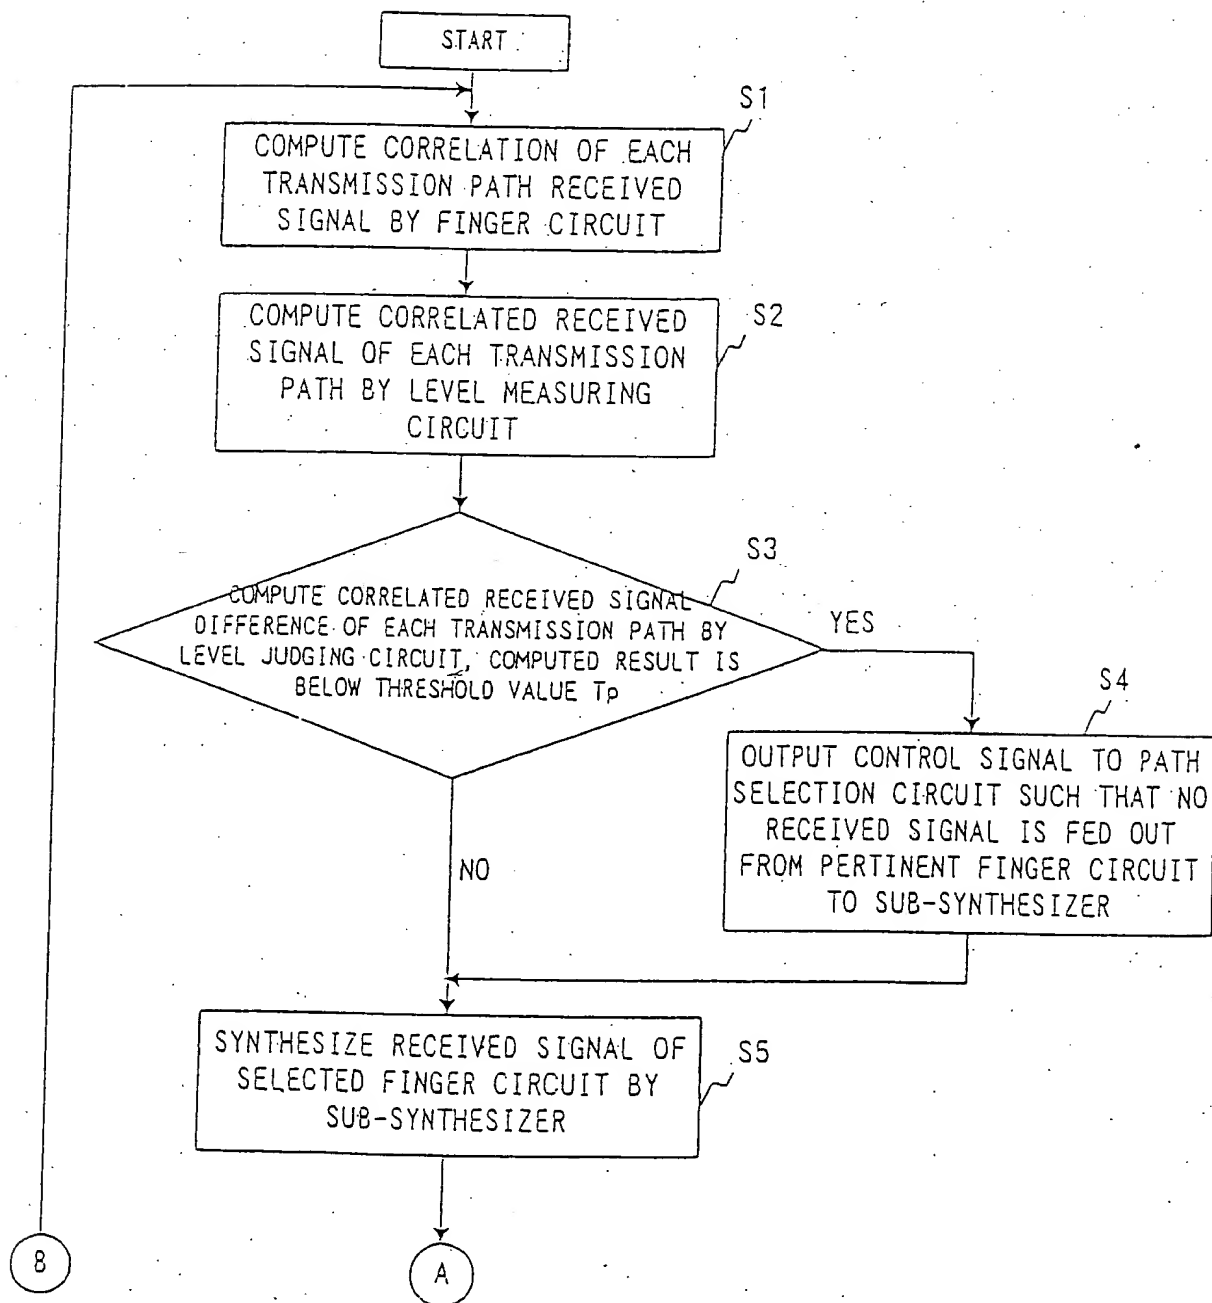 START
S1
COMPUTE CORRELATION OF EACH
TRANSMISSION PATH RECEIVED
SIGNAL BY FINGER CIRCUIT
S2
COMPUTE CORRELATED RECEIVED
SIGNAL OF EACH TRANSMISSION
PATH BY LEVEL MEASURING
CIRCUIT
S3
COMPUTE CORRELATED RECEIVED SIGNAL
DIFFERENCE OF EACH TRANSMISSION PATH BY
LEVEL JUDGING CIRCUIT, COMPUTED RESULT IS
BELOW THRESHOLD VALUE Tp
YES
S4
OUTPUT CONTROL SIGNAL TO PATH
SELECTION CIRCUIT SUCH THAT NO
RECEIVED SIGNAL IS FED OUT
FROM PERTINENT FINGER CIRCUIT
TO SUB-SYNTHESIZER
NO
SYNTHESIZE RECEIVED SIGNAL OF
SELECTED FINGER CIRCUIT BY
SUB-SYNTHESIZER
S5
B
A